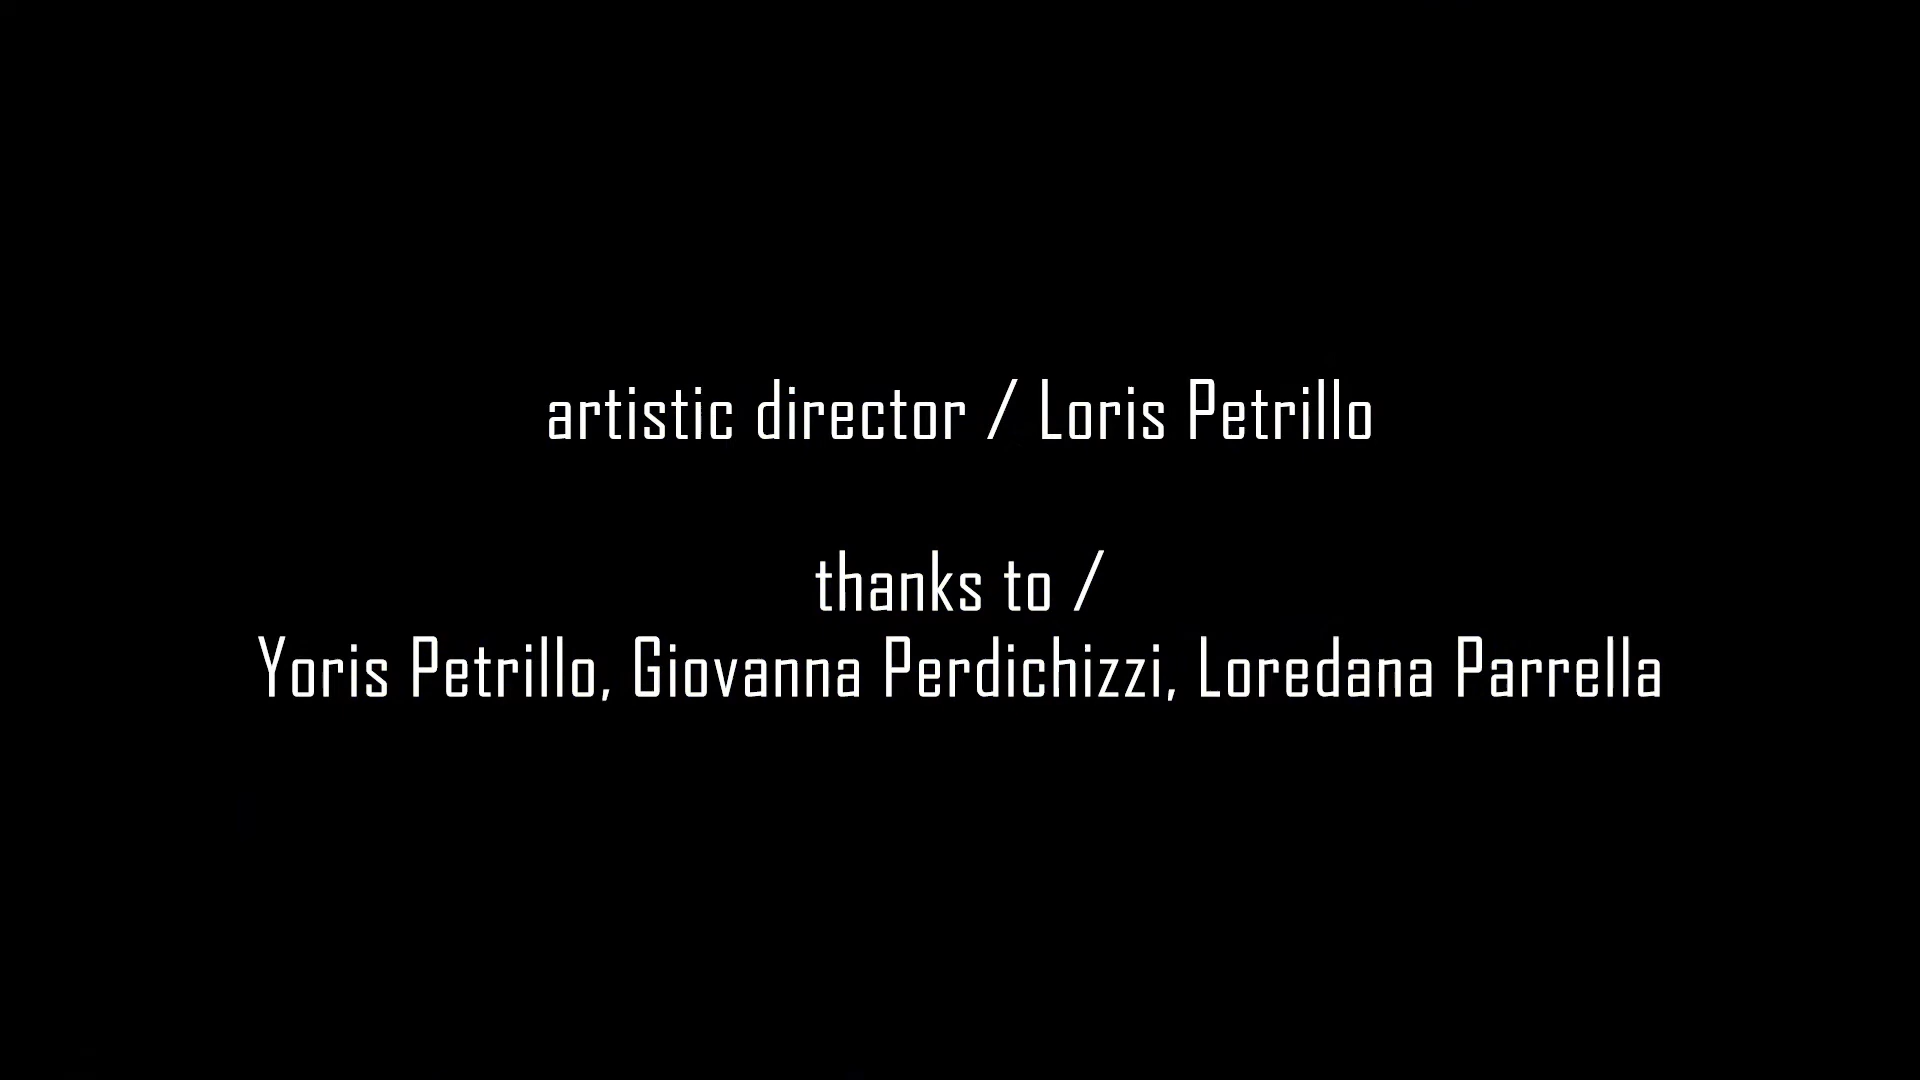 artistic director / Loris Petrillo
thanks to /
Yoris Petrillo, Giovanna Perdichizzi, Loredana Parrella